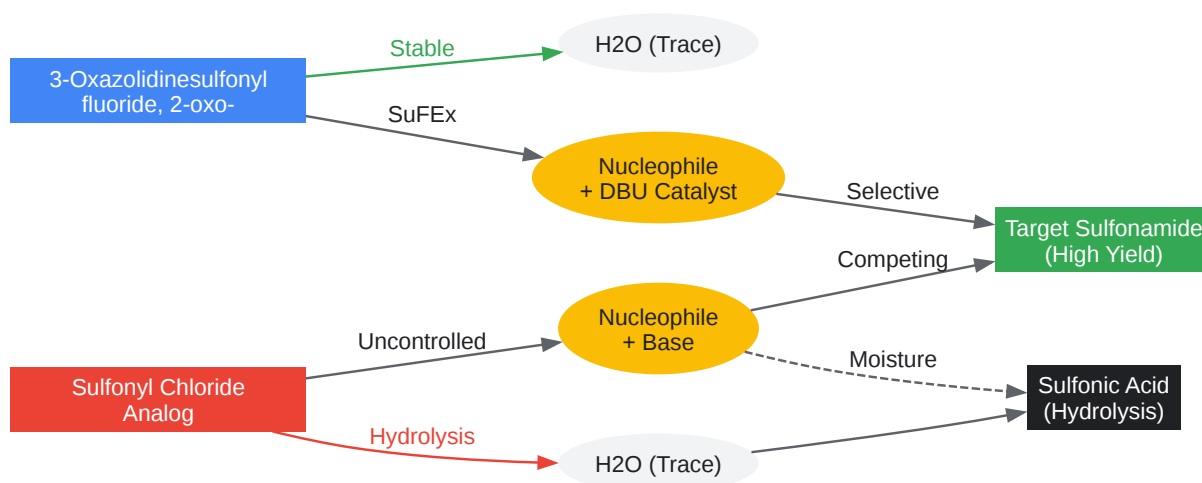 3-Oxazolidinesulfonyl
fluoride, 2-oxo-
Stable
H2O (Trace)
SuFEx
Nucleophile
+ DBU Catalyst
Selective
Target Sulfonamide
(High Yield)
Competing
Nucleophile
+ Base
Uncontrolled
Moisture
Sulfonyl Chloride
Analog
Sulfonic Acid
(Hydrolysis)
Hydrolysis
H2O (Trace)